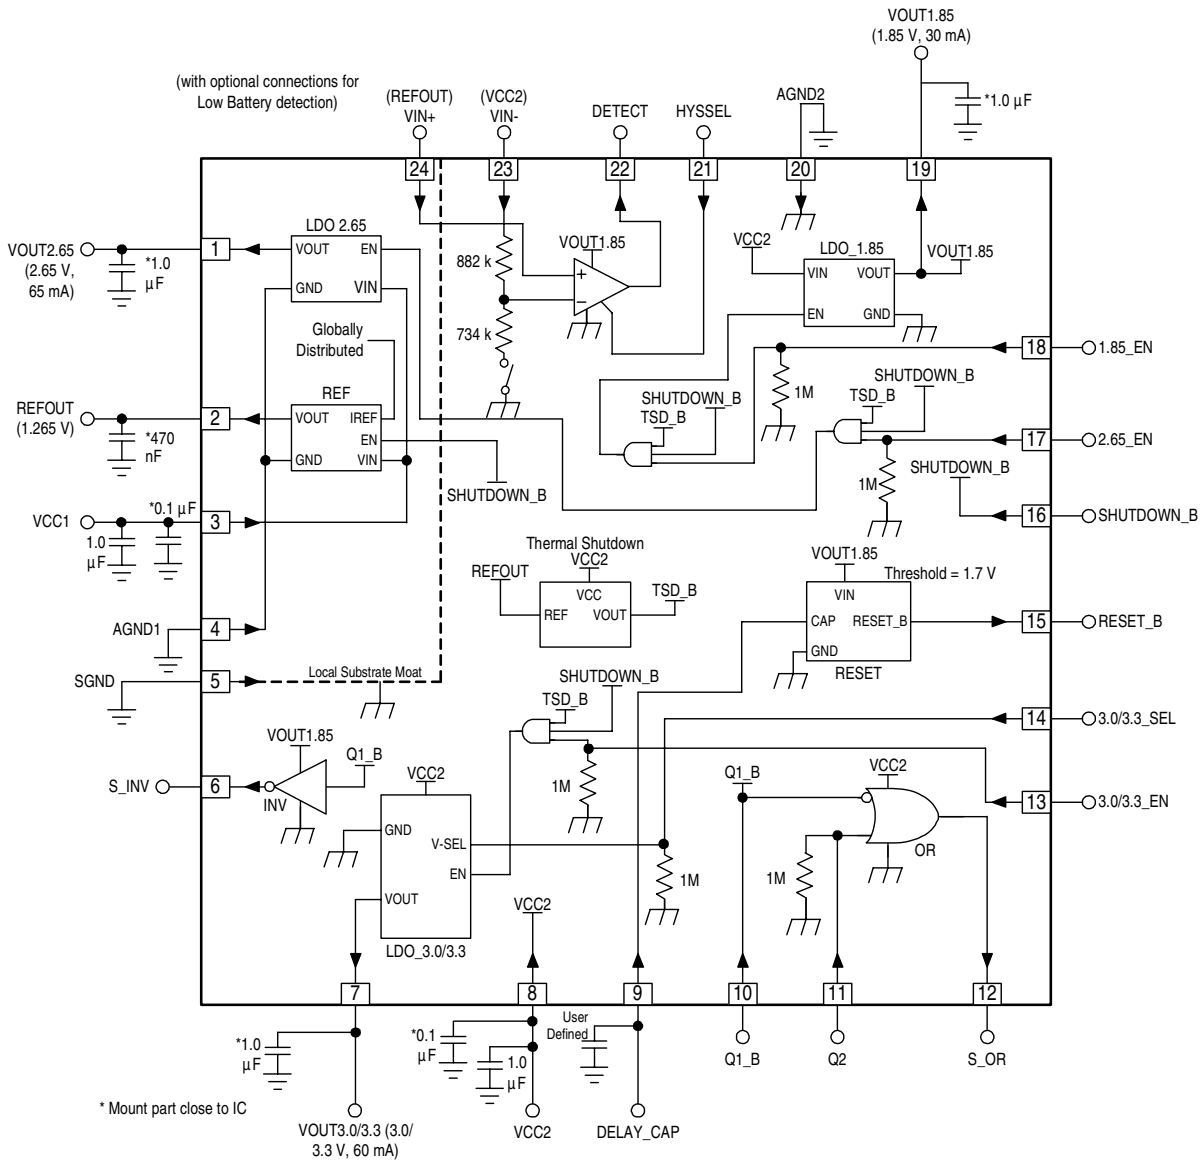 VOUT1.85
(1.85 V, 30 mA)
(with optional connections for
Low Battery detection)
(REFOUT)
VIN+
(VCC2)
VIN-
DETECT
HYSSEL
AGND2
*1.0 µF
24
23
22
21
20
19
LDO 2.65
VOUT
EN
GND
VIN
VOUT2.65
(2.65 V,
65 mA)
*1.0
µF
1
882 k
734 k
VOUT1.85
+
−
VCC2
LDO_1.85
VIN
VOUT
EN
GND
VOUT1.85
Globally
Distributed
18
1.85_EN
1M
SHUTDOWN_B
TSD_B
SHUTDOWN_B
TSD_B
REF
VOUT
IREF
EN
GND
VIN
REFOUT
(1.265 V)
*470
nF
2
17
2.65_EN
SHUTDOWN_B
1M
SHUTDOWN_B
16
SHUTDOWN_B
VCC1
*0.1 µF
1.0
µF
3
Thermal Shutdown
VCC2
REFOUT
VCC
REF
VOUT
TSD_B
VOUT1.85
Threshold = 1.7 V
VIN
CAP
RESET_B
GND
RESET
15
RESET_B
AGND1
4
SGND
5
Local Substrate Moat
SHUTDOWN_B
TSD_B
14
3.0/3.3_SEL
VOUT1.85
Q1_B
S_INV
6
INV
1M
VCC2
GND
V-SEL
EN
VOUT
LDO_3.0/3.3
Q1_B
VCC2
13
3.0/3.3_EN
OR
1M
1M
VCC2
7
8
9
10
11
12
*1.0
µF
*0.1
µF
1.0
µF
User
Defined
Q1_B
Q2
S_OR
* Mount part close to IC
VOUT3.0/3.3 (3.0/
3.3 V, 60 mA)
VCC2
DELAY_CAP